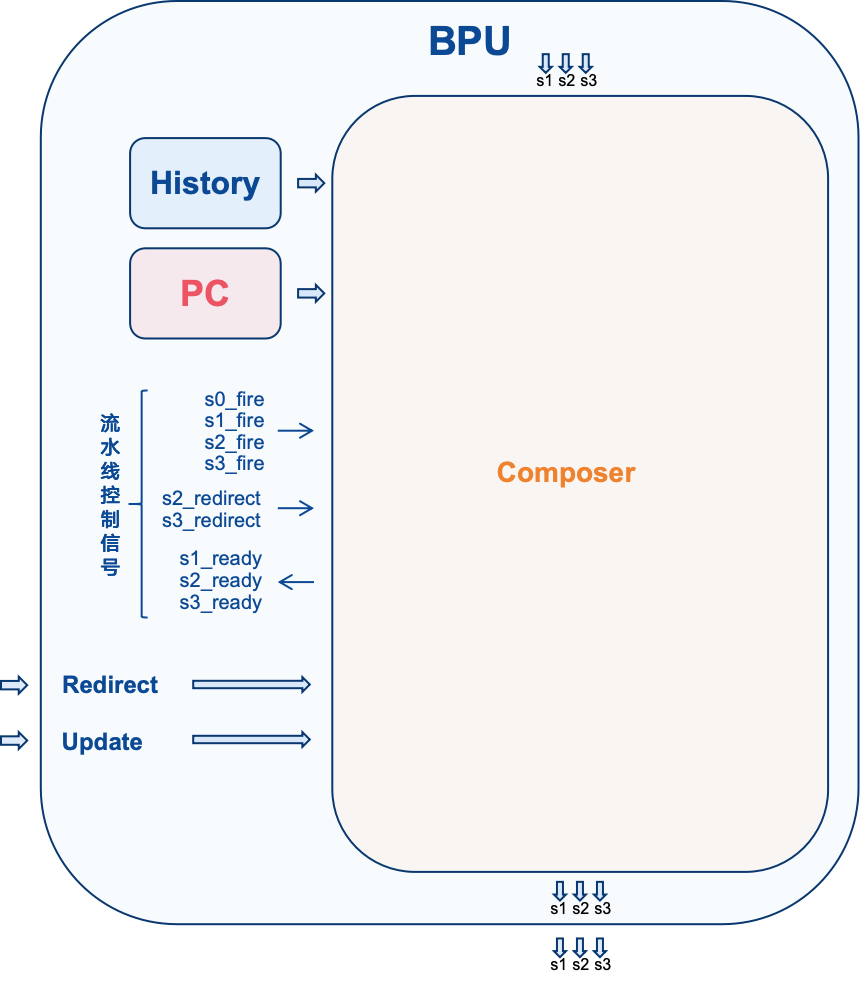 BPU
s1 s2 s3
History
PC
流水线控制信号
s0_fire
s1_fire
s2_fire
s3_fire
s2_redirect
s3_redirect
s1_ready
s2_ready
s3_ready
Composer
Redirect
Update
s1 s2 s3
s1 s2 s3